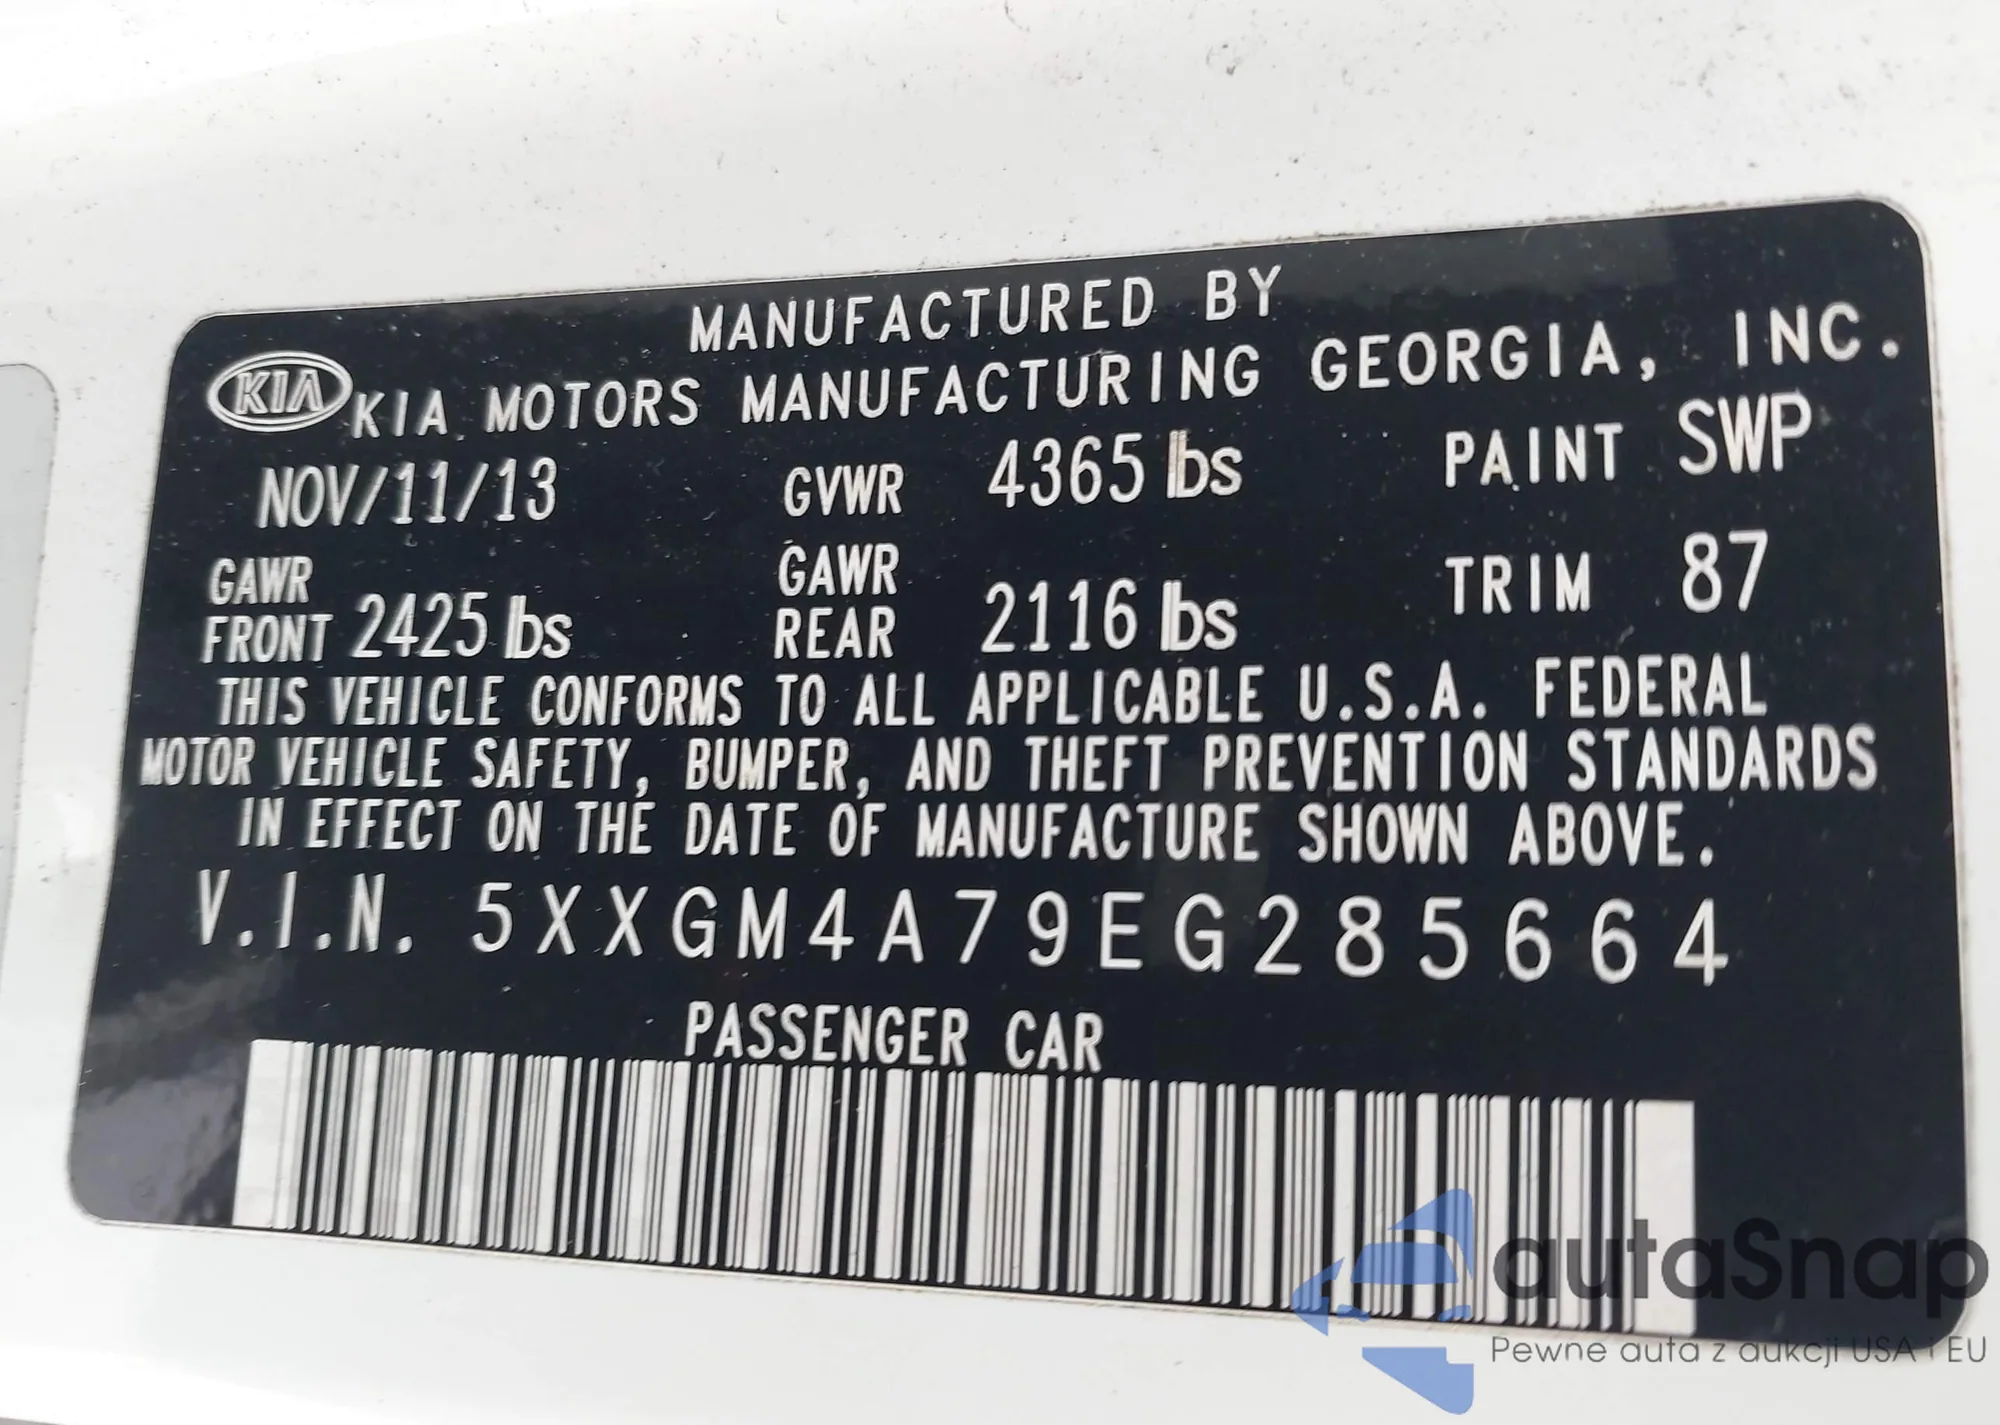 MANUFACTURED BY
KIA KIA MOTORS MANUFACTURING GEORGIA, INC.
NOV/11/13 GVWR 4365 lbs PAINT SWP
GAWR FRONT 2425 lbs GAWR REAR 2116 lbs TRIM 87
THIS VEHICLE CONFORMS TO ALL APPLICABLE U.S.A. FEDERAL
MOTOR VEHICLE SAFETY, BUMPER, AND THEFT PREVENTION STANDARDS
IN EFFECT ON THE DATE OF MANUFACTURE SHOWN ABOVE.
V.I.N. 5XXGM4A79EG285664
PASSENGER CAR
autaSnap
Pewne auta z aukcji USA i EU